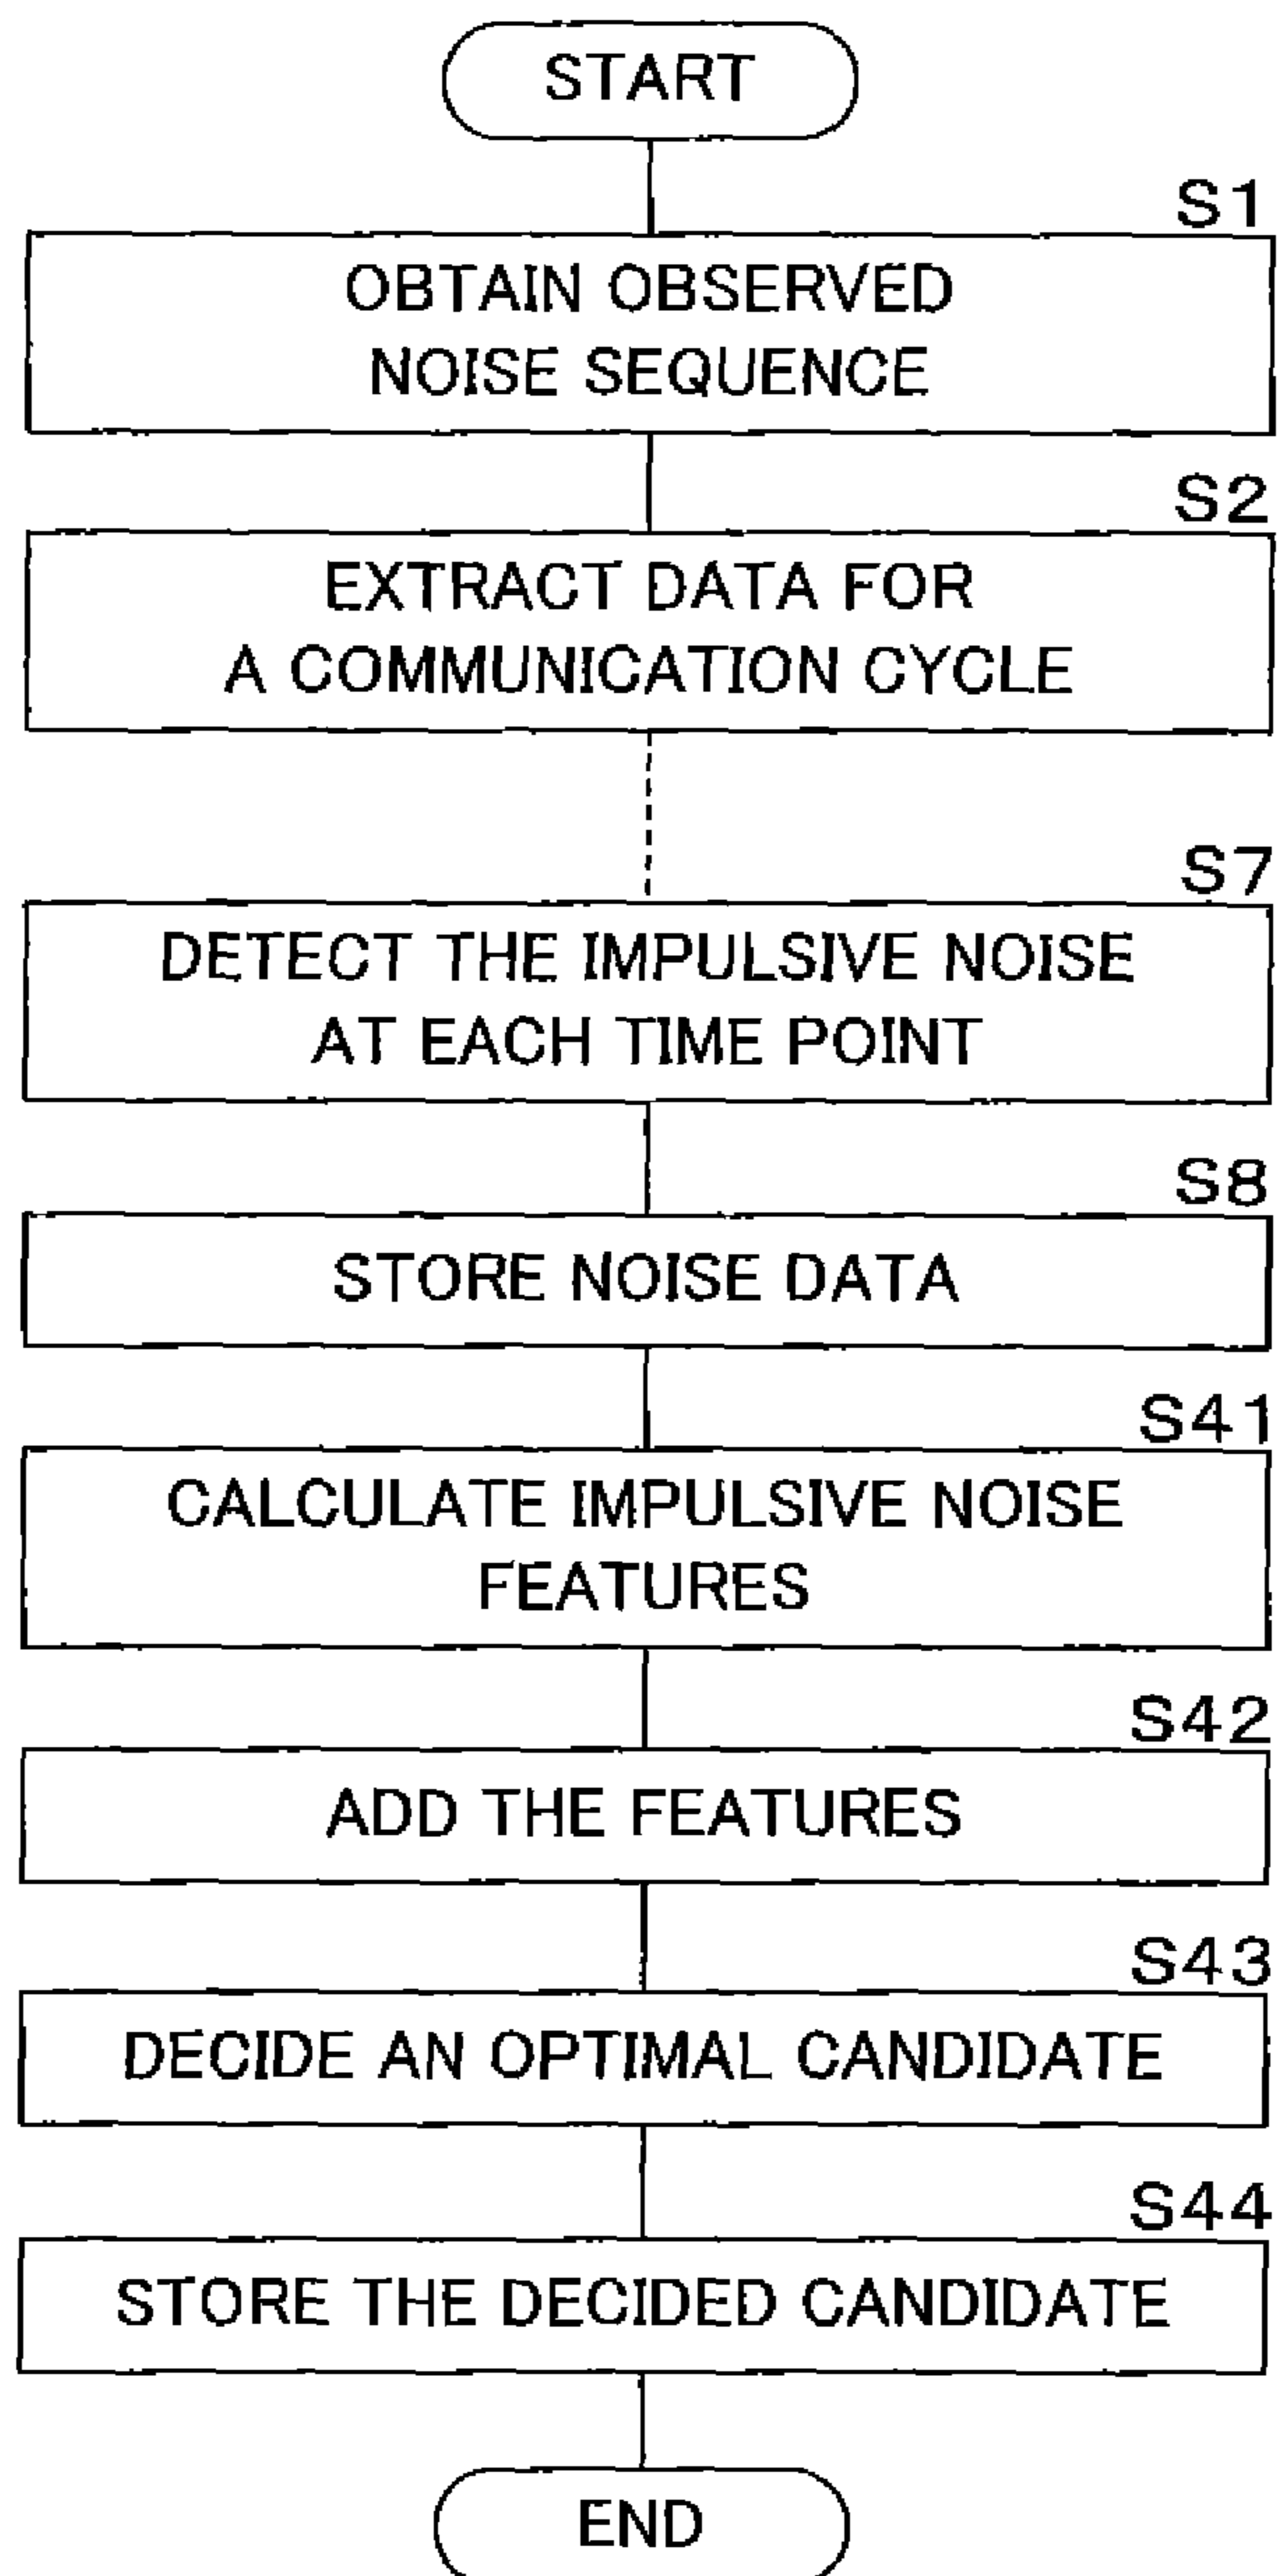 START
S1
OBTAIN OBSERVED
NOISE SEQUENCE
S2
EXTRACT DATA FOR
A COMMUNICATION CYCLE
S7
DETECT THE IMPULSIVE NOISE
AT EACH TIME POINT
S8
STORE NOISE DATA
S41
CALCULATE IMPULSIVE NOISE
FEATURES
S42
ADD THE FEATURES
S43
DECIDE AN OPTIMAL CANDIDATE
S44
STORE THE DECIDED CANDIDATE
END